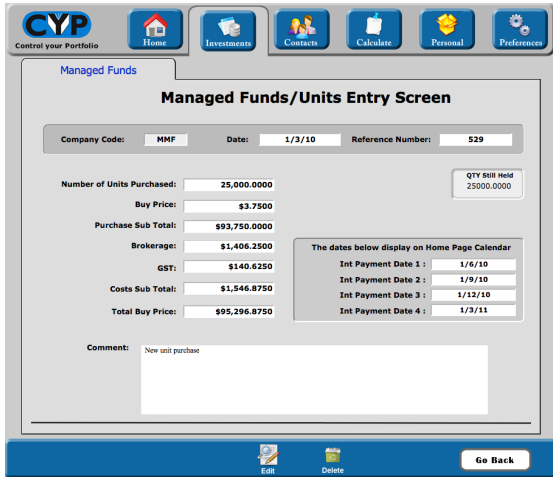 CYP
Control your Portfolio
Home
Investments
Contacts
Calculate
Personal
Preferences
Managed Funds
Managed Funds/Units Entry Screen
Company Code: MMF Date: 1/3/10 Reference Number: 529
QTY Still Held
25000.0000
Number of Units Purchased: 25,000.0000
Buy Price: $3.7500
Purchase Sub Total: $93,750.0000
Brokerage: $1,406.2500
GST: $140.6250
Costs Sub Total: $1,546.8750
Total Buy Price: $95,296.8750
The dates below display on Home Page Calendar
Int Payment Date 1 : 1/6/10
Int Payment Date 2 : 1/9/10
Int Payment Date 3 : 1/12/10
Int Payment Date 4 : 1/3/11
Comment: New unit purchase
Edit
Delete
Go Back